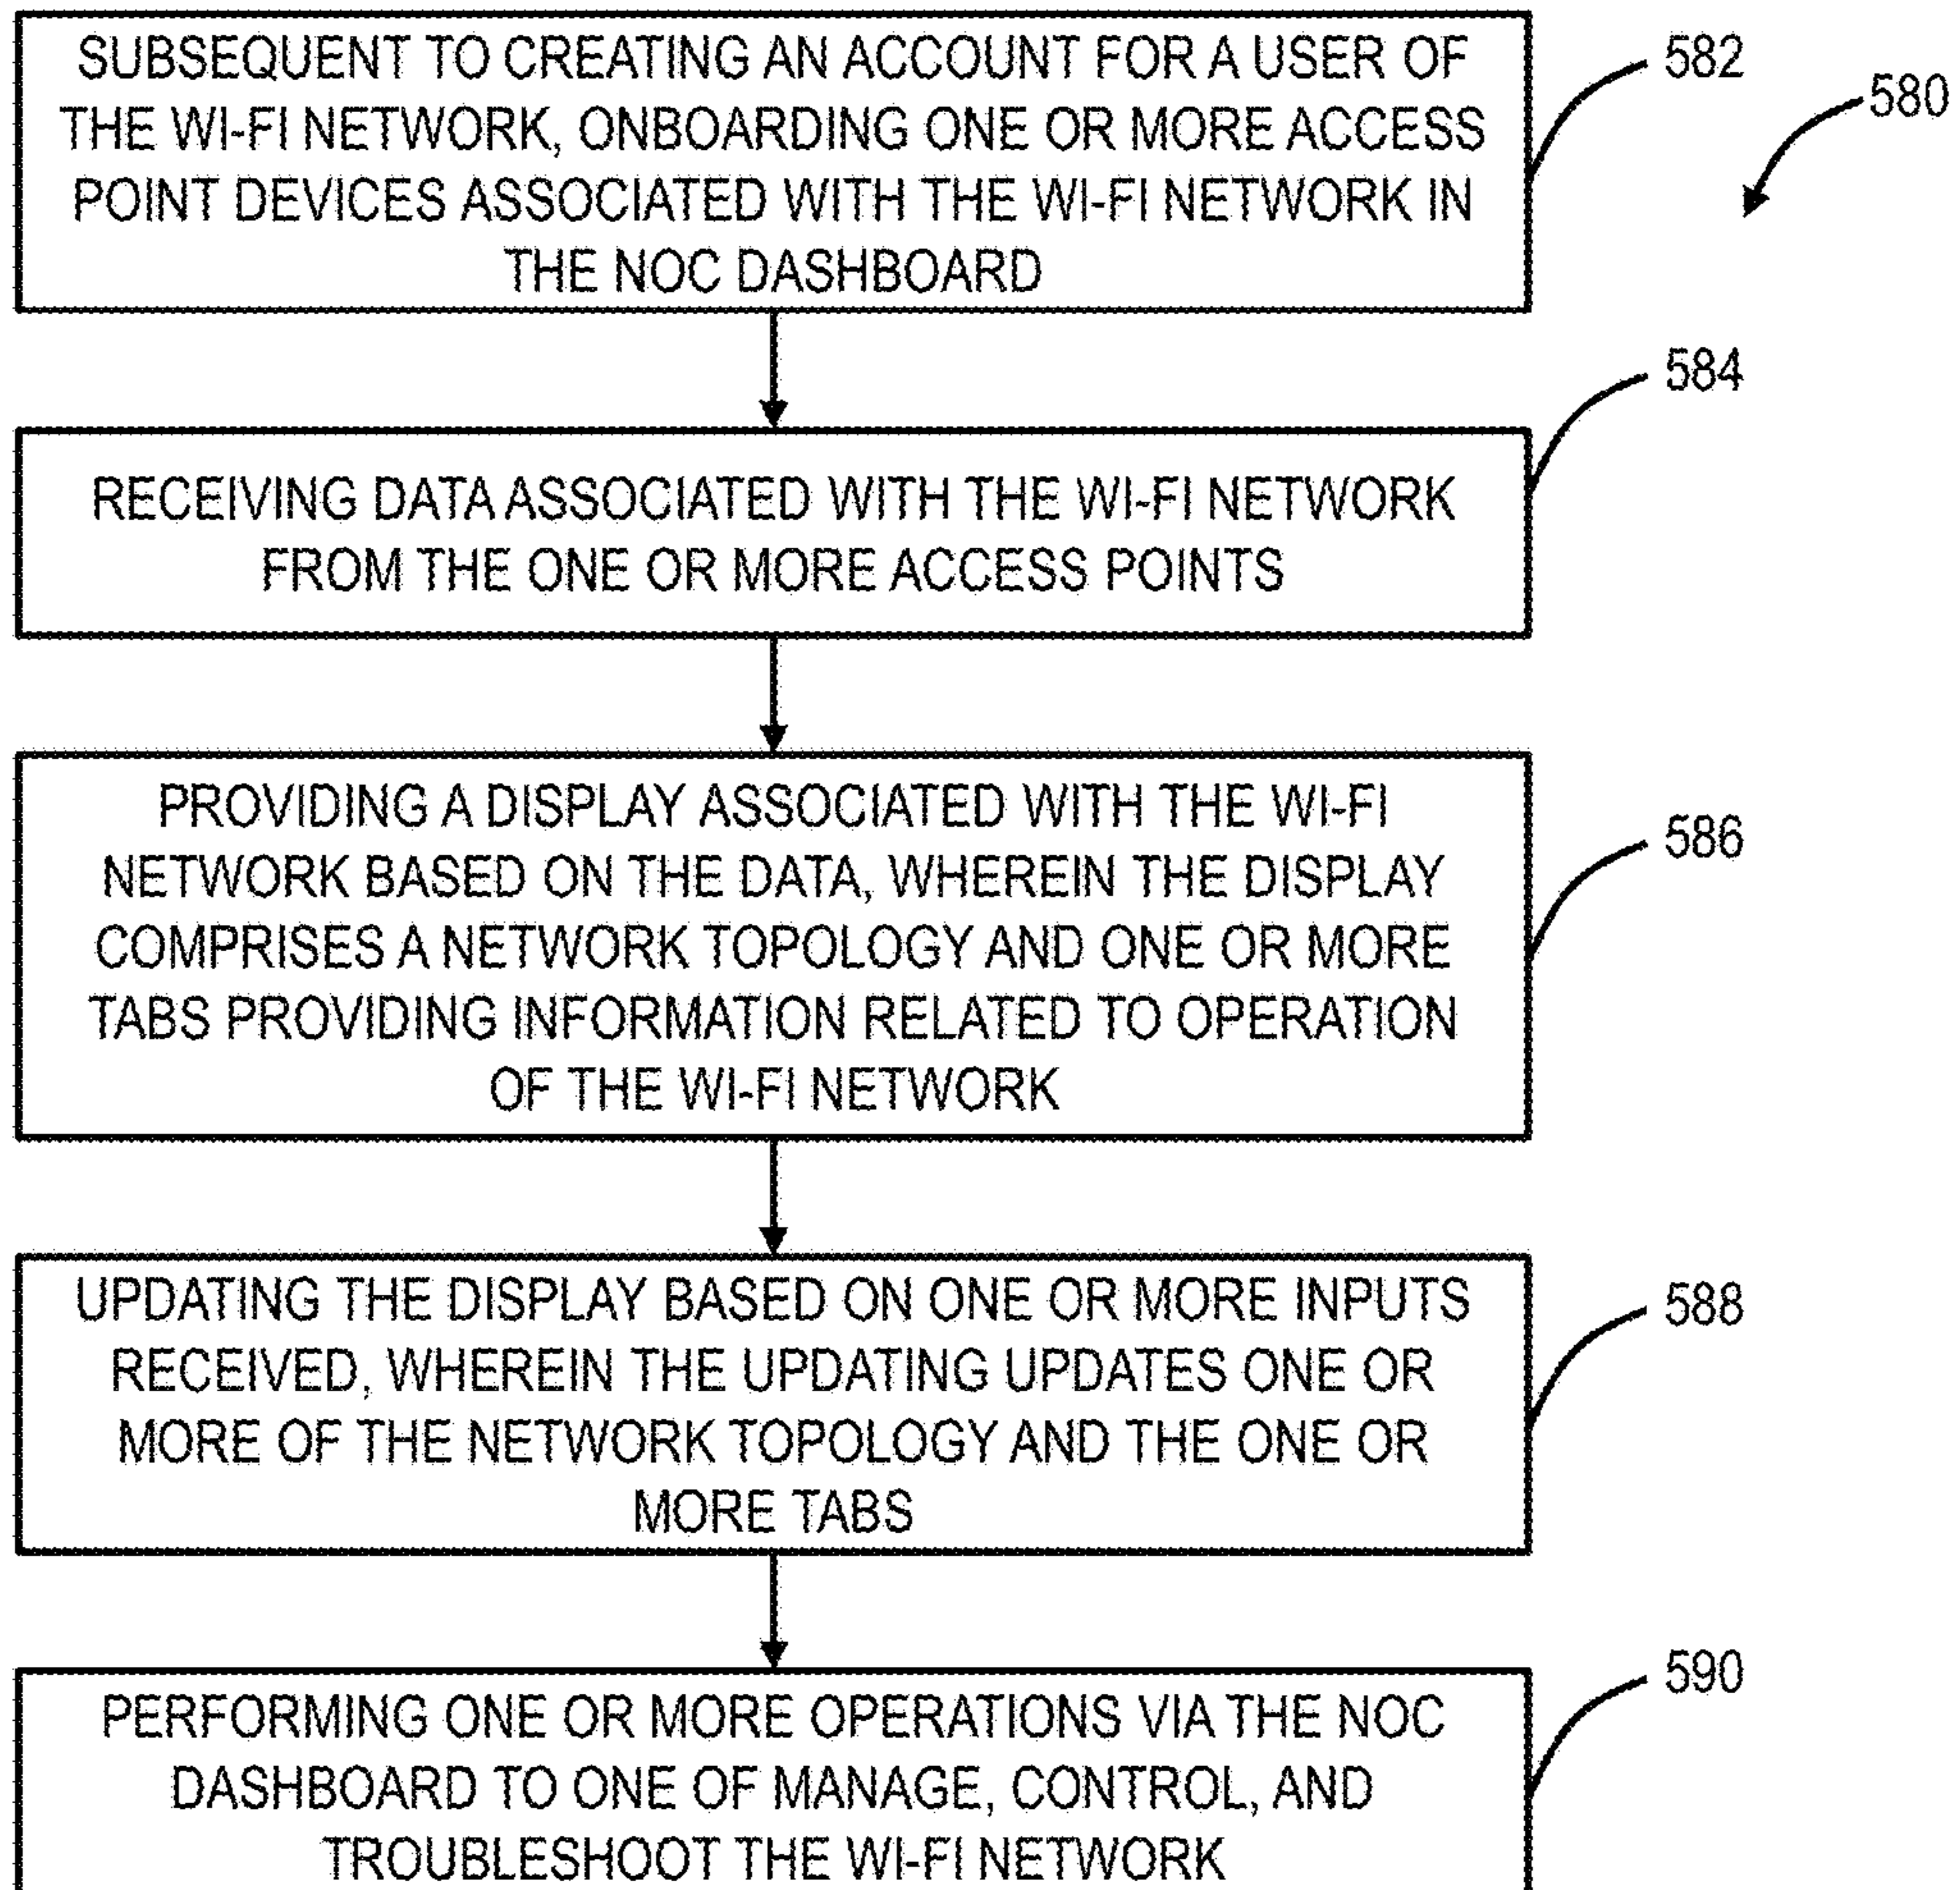 SUBSEQUENT TO CREATING AN ACCOUNT FOR A USER OF
THE WI-FI NETWORK, ONBOARDING ONE OR MORE ACCESS
POINT DEVICES ASSOCIATED WITH THE WI-FI NETWORK IN
THE NOC DASHBOARD
582
580
584
RECEIVING DATA ASSOCIATED WITH THE WI-FI NETWORK
FROM THE ONE OR MORE ACCESS POINTS
PROVIDING A DISPLAY ASSOCIATED WITH THE WI-FI
NETWORK BASED ON THE DATA, WHEREIN THE DISPLAY
COMPRISES A NETWORK TOPOLOGY AND ONE OR MORE
TABS PROVIDING INFORMATION RELATED TO OPERATION
OF THE WI-FI NETWORK
586
UPDATING THE DISPLAY BASED ON ONE OR MORE INPUTS
RECEIVED, WHEREIN THE UPDATING UPDATES ONE OR
MORE OF THE NETWORK TOPOLOGY AND THE ONE OR
MORE TABS
588
PERFORMING ONE OR MORE OPERATIONS VIA THE NOC
DASHBOARD TO ONE OF MANAGE, CONTROL, AND
TROUBLESHOOT THE WI-FI NETWORK
590